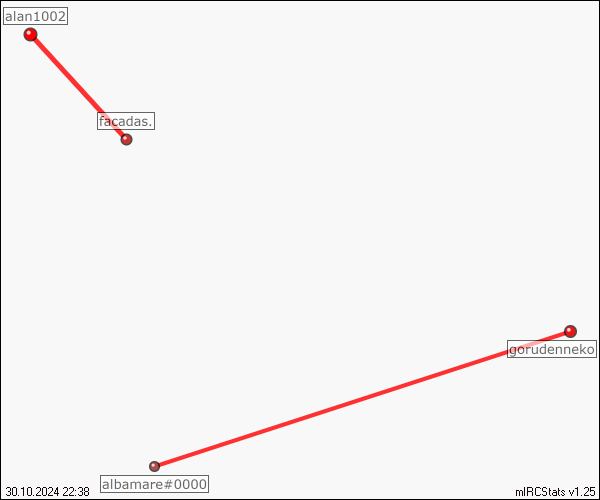 alan1002
facadas.
gorudenneko
albamare#0000
30.10.2024 22:38
mIRCStats v1.25